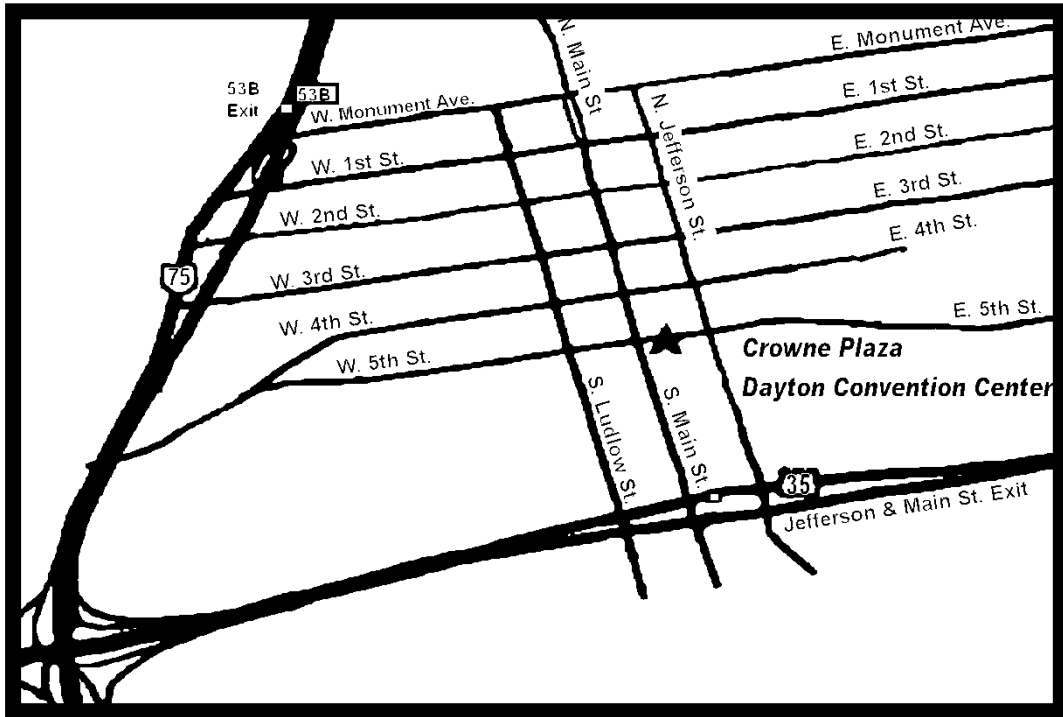 N. Main St
E. Monument Ave.
53B
Exit
53B
W. Monument Ave.
E. 1st St.
N. Jefferson St.
W. 1st St.
E. 2nd St.
W. 2nd St.
E. 3rd St.
75
W. 3rd St.
E. 4th St.
W. 4th St.
E. 5th St.
W. 5th St.
Crowne Plaza
Dayton Convention Center
S. Ludlow St.
S. Main St.
35
Jefferson & Main St. Exit